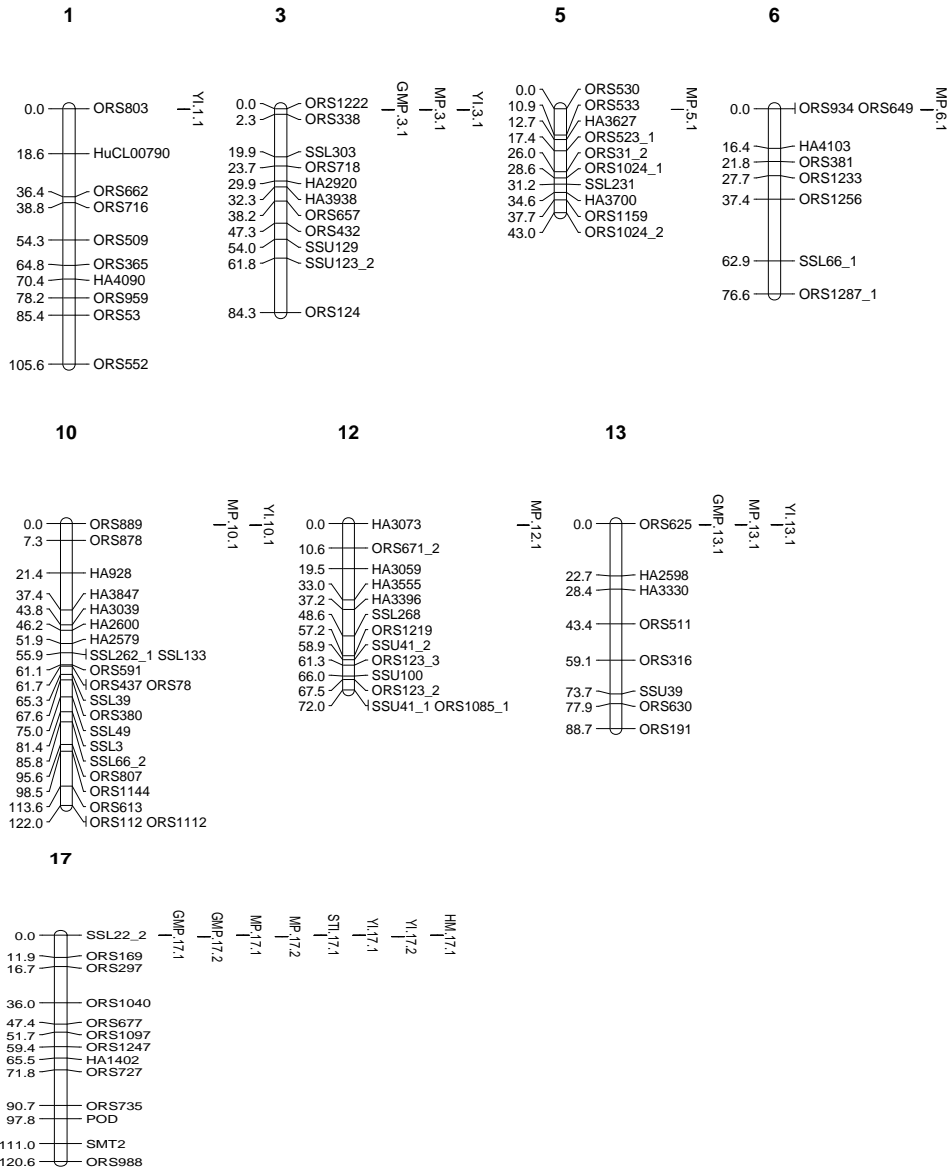 1
0.0 ORS803
18.6 HuCL00790
36.4 ORS662
38.8 ORS716
54.3 ORS509
64.8 ORS365
70.4 HA4090
78.2 ORS959
85.4 ORS53
105.6 ORS552
YI.1.1
3
0.0 ORS1222
2.3 ORS338
19.9 SSL303
23.7 ORS718
29.9 HA2920
32.3 HA3938
38.2 ORS657
47.3 ORS432
54.0 SSU129
61.8 SSU123_2
84.3 ORS124
GMP.3.1
MP.3.1
YI.3.1
5
0.0 ORS530
10.9 ORS533
12.7 HA3627
17.4 ORS523_1
26.0 ORS31_2
28.6 ORS1024_1
31.2 SSL231
34.6 HA3700
37.7 ORS1159
43.0 ORS1024_2
MP.5.1
6
0.0 ORS934 ORS649
16.4 HA4103
21.8 ORS381
27.7 ORS1233
37.4 ORS1256
62.9 SSL66_1
76.6 ORS1287_1
MP.6.1
10
0.0 ORS889
7.3 ORS878
21.4 HA928
37.4 HA3847
43.8 HA3039
46.2 HA2600
51.9 HA2579
55.9 SSL262_1 SSL133
61.1 ORS591
61.7 ORS437 ORS78
65.3 SSL39
67.6 ORS380
75.0 SSL49
81.4 SSL3
85.8 SSL66_2
95.6 ORS807
98.5 ORS1144
113.6 ORS613
122.0 ORS112 ORS1112
MP.10.1
YI.10.1
12
0.0 HA3073
10.6 ORS671_2
19.5 HA3059
33.0 HA3555
37.2 HA3396
48.6 SSL268
57.2 ORS1219
58.9 SSU41_2
61.3 ORS123_3
66.0 SSU100
67.5 ORS123_2
72.0 SSU41_1 ORS1085_1
MP.12.1
13
0.0 ORS625
22.7 HA2598
28.4 HA3330
43.4 ORS511
59.1 ORS316
73.7 SSU39
77.9 ORS630
88.7 ORS191
GMP.13.1
MP.13.1
YI.13.1
17
0.0 SSL22_2
11.9 ORS169
16.7 ORS297
36.0 ORS1040
47.4 ORS677
51.7 ORS1097
59.4 ORS1247
65.5 HA1402
71.8 ORS727
90.7 ORS735
97.8 POD
111.0 SMT2
120.6 ORS988
GMP.17.1
GMP.17.2
MP.17.1
MP.17.2
STI.17.1
YI.17.1
YI.17.2
HM.17.1